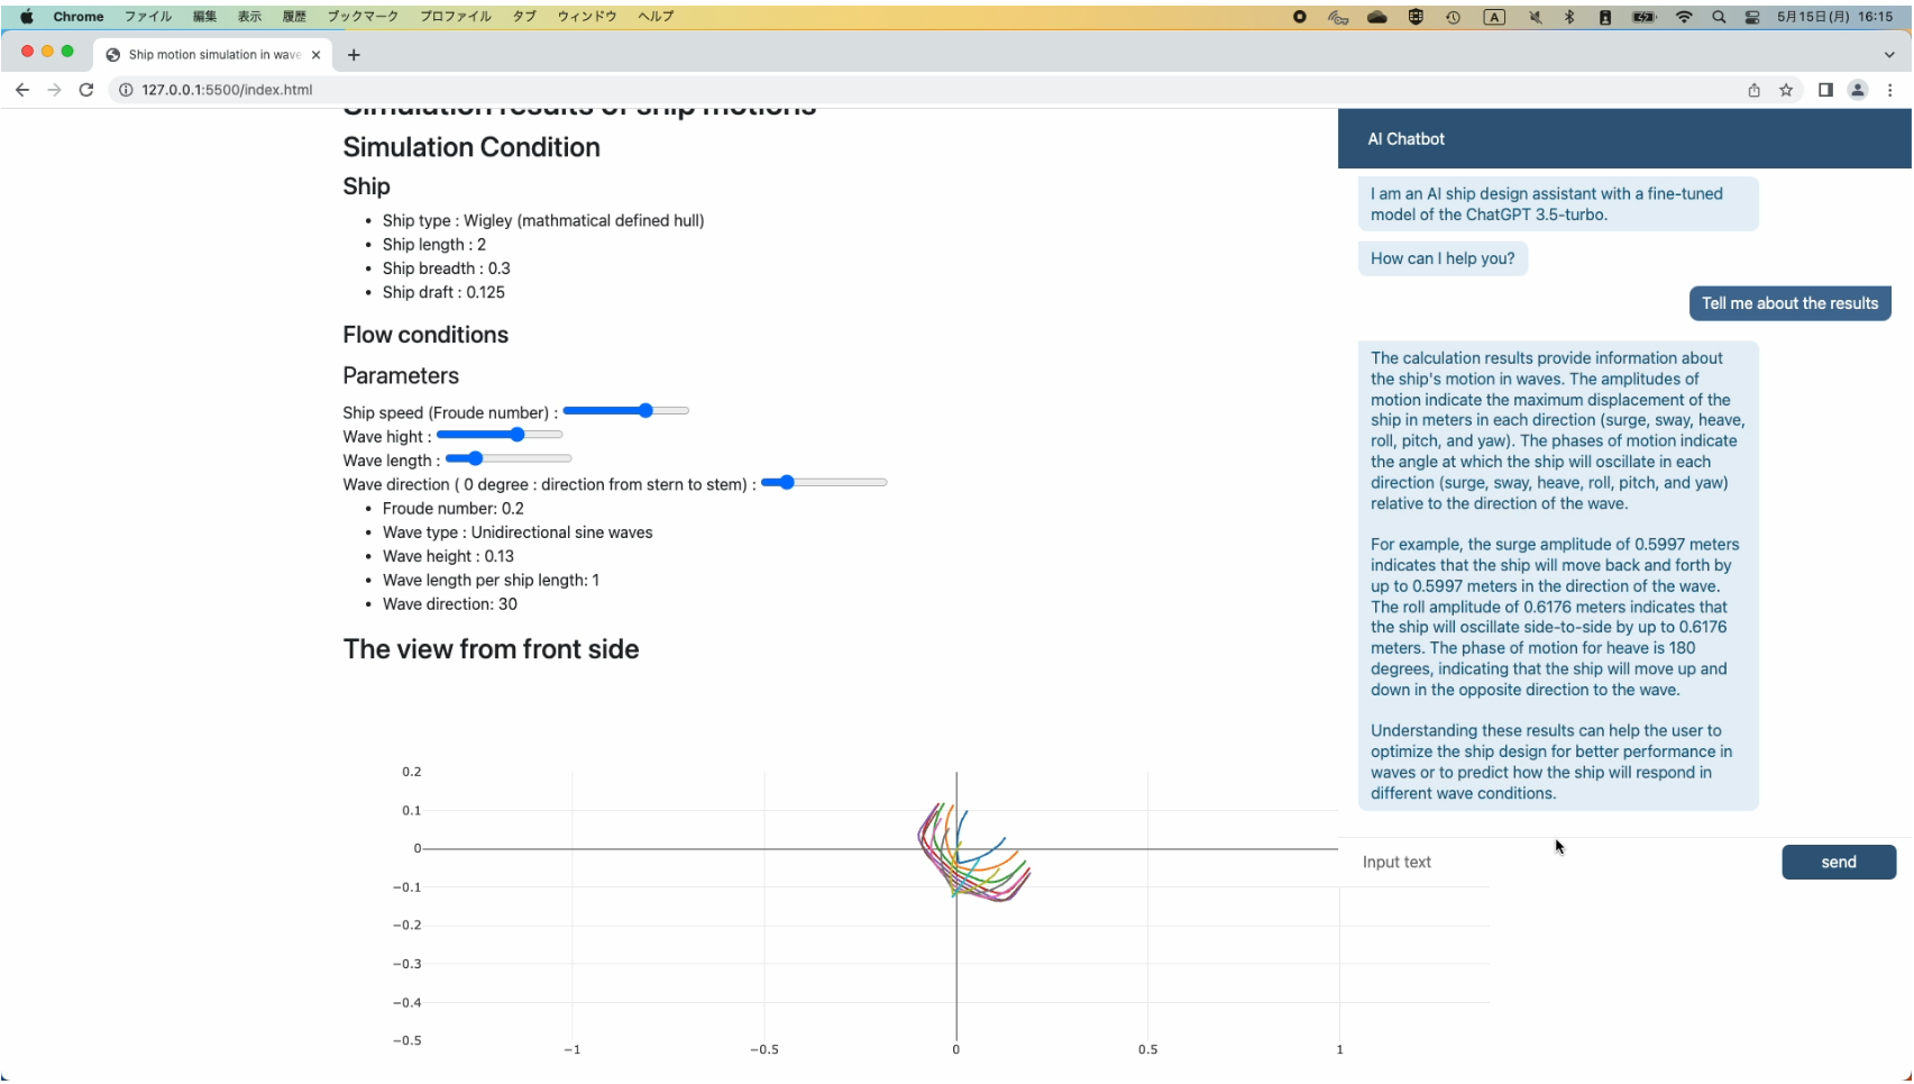 Chrome ファイル 編集 表示 履歴 ブックマーク プロファイル タブ ウィンドウ ヘルプ
A
5月15日(月) 16:15
Ship motion simulation in wave
127.0.0.1:5500/index.html
Simulation results of ship motions
Simulation Condition
Ship
• Ship type : Wigley (mathmatical defined hull)
• Ship length : 2
• Ship breadth : 0.3
• Ship draft : 0.125
Flow conditions
Parameters
Ship speed (Froude number) :
Wave hight :
Wave length :
Wave direction ( 0 degree : direction from stern to stem) :
• Froude number: 0.2
• Wave type : Unidirectional sine waves
• Wave height : 0.13
• Wave length per ship length: 1
• Wave direction: 30
The view from front side
0.2
0.1
0
−0.1
−0.2
−0.3
−0.4
−0.5
−1
−0.5
0
0.5
1
AI Chatbot
I am an AI ship design assistant with a fine-tuned
model of the ChatGPT 3.5-turbo.
How can I help you?
Tell me about the results
The calculation results provide information about
the ship's motion in waves. The amplitudes of
motion indicate the maximum displacement of the
ship in meters in each direction (surge, sway, heave,
roll, pitch, and yaw). The phases of motion indicate
the angle at which the ship will oscillate in each
direction (surge, sway, heave, roll, pitch, and yaw)
relative to the direction of the wave.
For example, the surge amplitude of 0.5997 meters
indicates that the ship will move back and forth by
up to 0.5997 meters in the direction of the wave.
The roll amplitude of 0.6176 meters indicates that
the ship will oscillate side-to-side by up to 0.6176
meters. The phase of motion for heave is 180
degrees, indicating that the ship will move up and
down in the opposite direction to the wave.
Understanding these results can help the user to
optimize the ship design for better performance in
waves or to predict how the ship will respond in
different wave conditions.
Input text
send